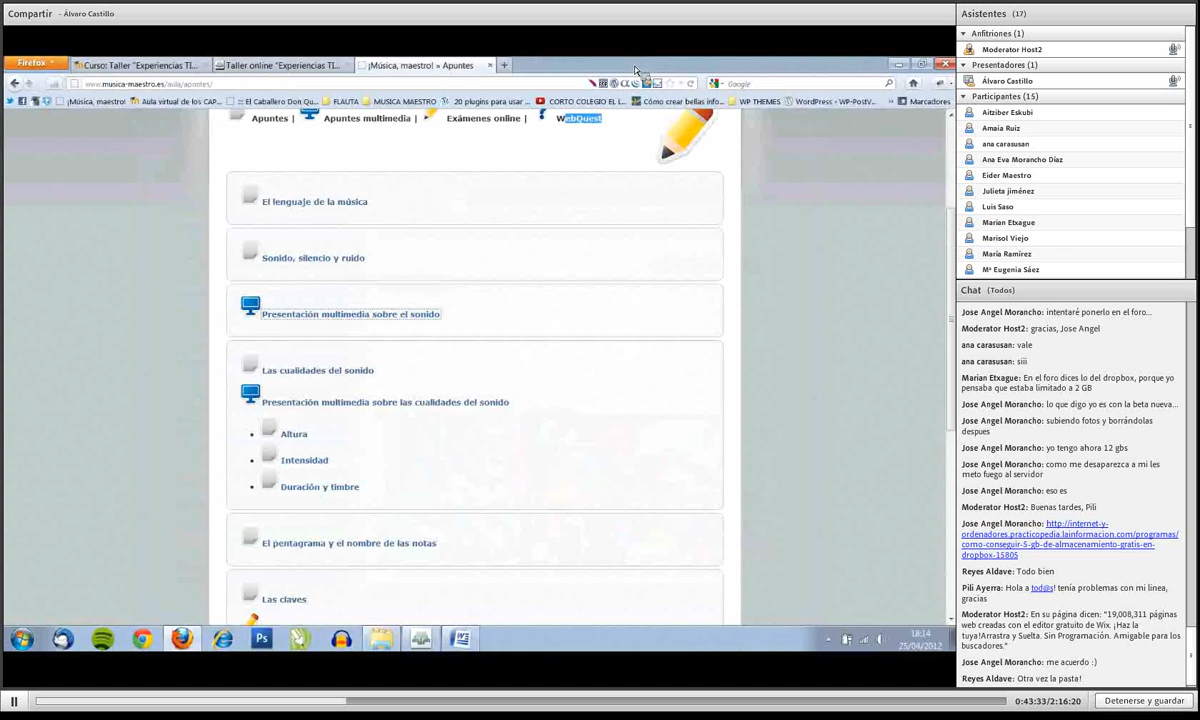 Compartir - Álvaro Castillo
Firefox
Curso: Taller "Experiencias TI...
Taller online "Experiencias TI...
¡Música, maestro! » Apuntes
www.musica-maestro.es/aula/apuntes/
Google
¡Música, maestro!
Aula virtual de los CAP...
:: El Caballero Don Qu...
FLAUTA
MUSICA MAESTRO
20 plugins para usar ...
CORTO COLEGIO EL L...
Cómo crear bellas info...
WP THEMES
WordPress › WP-PostV...
»
Marcadores
Apuntes |
Apuntes multimedia |
Exámenes online |
WebQuest
El lenguaje de la música
Sonido, silencio y ruido
Presentación multimedia sobre el sonido
Las cualidades del sonido
Presentación multimedia sobre las cualidades del sonido
• Altura
• Intensidad
• Duración y timbre
El pentagrama y el nombre de las notas
Las claves
18:14
25/04/2012
Asistentes (17)
Anfitriones (1)
Moderator Host2
Presentadores (1)
Álvaro Castillo
Participantes (15)
Aitziber Eskubi
Amaia Ruiz
ana carasusan
Ana Eva Morancho Díaz
Eider Maestro
Julieta jiménez
Luis Saso
Marian Etxague
Marisol Viejo
María Ramírez
Mª Eugenia Sáez
Chat (Todos)
Jose Angel Morancho: intentaré ponerlo en el foro...
Moderator Host2: gracias, Jose Angel
ana carasusan: vale
ana carasusan: siii
Marian Etxague: En el foro dices lo del dropbox, porque yo
pensaba que estaba limitado a 2 GB
Jose Angel Morancho: lo que digo yo es con la beta nueva...
Jose Angel Morancho: subiendo fotos y borrándolas
despues
Jose Angel Morancho: yo tengo ahora 12 gbs
Jose Angel Morancho: como me desaparezca a mi les
meto fuego al servidor
Jose Angel Morancho: eso es
Moderator Host2: Buenas tardes, Pili
Jose Angel Morancho: http://internet-y-
ordenadores.practicopedia.lainformacion.com/programas/
como-conseguir-5-gb-de-almacenamiento-gratis-en-
dropbox-15805
Reyes Aldave: Todo bien
Pili Ayerra: Hola a tod@s! tenía problemas con mi linea,
gracias
Moderator Host2: En su página dicen: "19,008,311 páginas
web creadas con el editor gratuito de Wix. ¡Haz la
tuya!Arrastra y Suelta. Sin Programación. Amigable para los
buscadores."
Jose Angel Morancho: me acuerdo :)
Reyes Aldave: Otra vez la pasta!
0:43:33/2:16:20
Detenerse y guardar